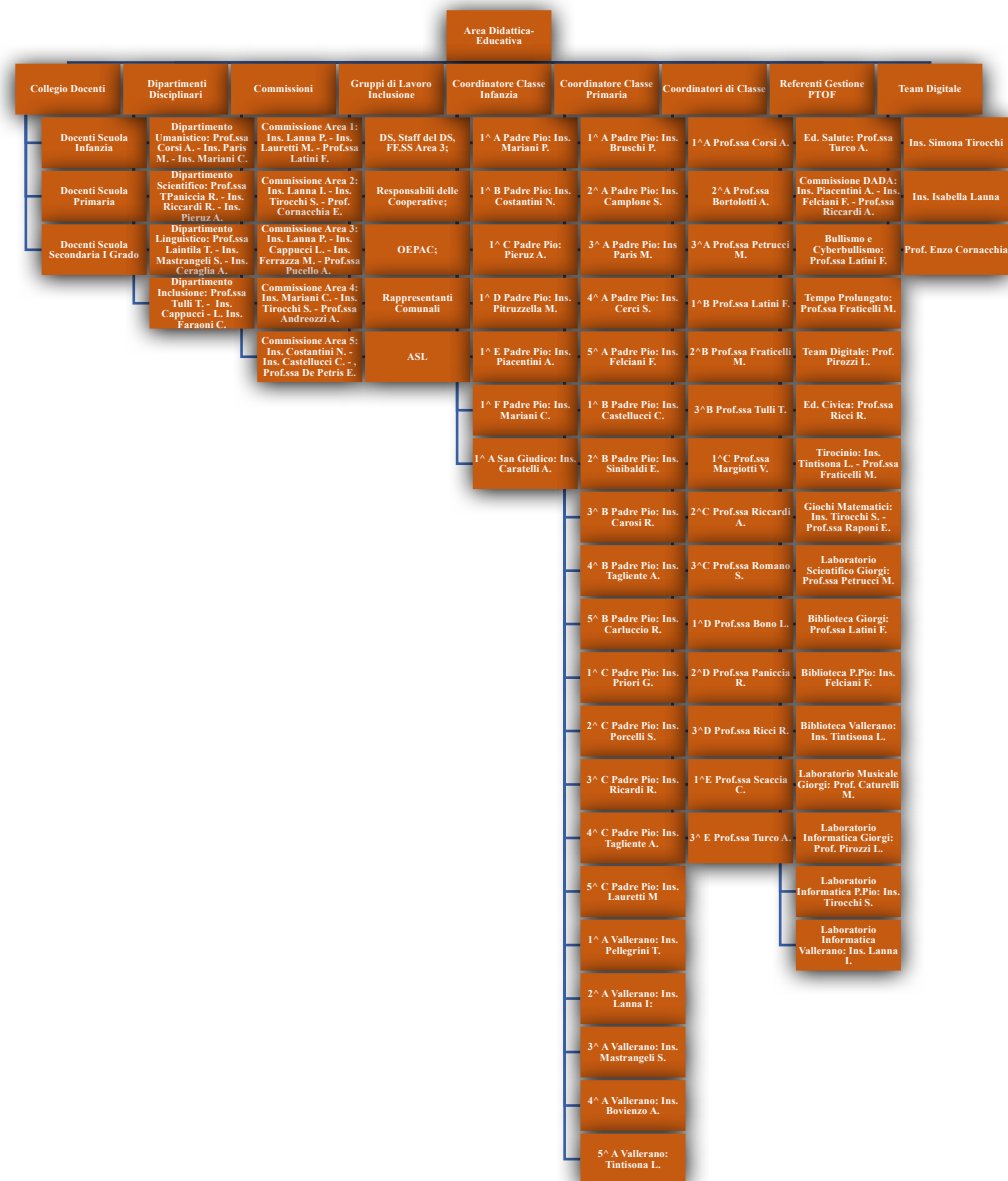 Area Didattica-
Educativa
Collegio Docenti
Docenti Scuola
Infanzia
Docenti Scuola
Primaria
Docenti Scuola
Secondaria I Grado
Dipartimenti
Disciplinari
Dipartimento
Umanistico: Prof.ssa
Corsi A. - Ins. Paris
M. - Ins. Mariani C.
Dipartimento
Scientifico: Prof.ssa
TPaniccia R. - Ins.
Riccardi R. - Ins.
Pieruz A.
Dipartimento
Linguistico: Prof.ssa
Laintila T. - Ins.
Mastrangeli S. - Ins.
Ceraglia A.
Dipartimento
Inclusione: Prof.ssa
Tulli T. - Ins.
Cappucci - L. Ins.
Faraoni C.
Commissioni
Commissione Area 1:
Ins. Lanna P. - Ins.
Lauretti M. - Prof.ssa
Latini F.
Commissione Area 2:
Ins. Lanna I. - Ins.
Tirocchi S. - Prof.
Cornacchia E.
Commissione Area 3:
Ins. Lanna P. - Ins.
Cappucci L. - Ins.
Ferrazza M. - Prof.ssa
Pucello A.
Commissione Area 4:
Ins. Mariani C. - Ins.
Tirocchi S. - Prof.ssa
Andreozzi A.
Commissione Area 5:
Ins. Costantini N. -
Ins. Castellucci C. - ,
Prof.ssa De Petris E.
Gruppi di Lavoro
Inclusione
DS, Staff del DS,
FF.SS Area 3;
Responsabili delle
Cooperative;
OEPAC;
Rappresentanti
Comunali
ASL
Coordinatore Classe
Infanzia
1^ A Padre Pio: Ins.
Mariani P.
1^ B Padre Pio: Ins.
Costantini N.
1^ C Padre Pio:
Pieruz A.
1^ D Padre Pio: Ins.
Pitruzzella M.
1^ E Padre Pio: Ins.
Piacentini A.
1^ F Padre Pio: Ins.
Mariani C.
1^ A San Giudico: Ins.
Caratelli A.
Coordinatore Classe
Primaria
1^ A Padre Pio: Ins.
Bruschi P.
2^ A Padre Pio: Ins.
Camplone S.
3^ A Padre Pio: Ins
Paris M.
4^ A Padre Pio: Ins.
Cerci S.
5^ A Padre Pio: Ins.
Felciani F.
1^ B Padre Pio: Ins.
Castellucci C.
2^ B Padre Pio: Ins.
Sinibaldi E.
3^ B Padre Pio: Ins.
Carosi R.
4^ B Padre Pio: Ins.
Tagliente A.
5^ B Padre Pio: Ins.
Carluccio R.
1^ C Padre Pio: Ins.
Priori G.
2^ C Padre Pio: Ins.
Porcelli S.
3^ C Padre Pio: Ins.
Ricardi R.
4^ C Padre Pio: Ins.
Tagliente A.
5^ C Padre Pio: Ins.
Lauretti M
1^ A Vallerano: Ins.
Pellegrini T.
2^ A Vallerano: Ins.
Lanna I:
3^ A Vallerano: Ins.
Mastrangeli S.
4^ A Vallerano: Ins.
Bovienzo A.
5^ A Vallerano:
Tintisona L.
Coordinatori di Classe
1^A Prof.ssa Corsi A.
2^A Prof.ssa
Bortolotti A.
3^A Prof.ssa Petrucci
M.
1^B Prof.ssa Latini F.
2^B Prof.ssa Fraticelli
M.
3^B Prof.ssa Tulli T.
1^C Prof.ssa
Margiotti V.
2^C Prof.ssa Riccardi
A.
3^C Prof.ssa Romano
S.
1^D Prof.ssa Bono L.
2^D Prof.ssa Paniccia
R.
3^D Prof.ssa Ricci R.
1^E Prof.ssa Scaccia
C.
3^ E Prof.ssa Turco A.
Referenti Gestione
PTOF
Ed. Salute: Prof.ssa
Turco A.
Commissione DADA:
Ins. Piacentini A. - Ins.
Felciani F. - Prof.ssa
Riccardi A.
Bullismo e
Cybierbullismo:
Prof.ssa Latini F.
Tempo Prolungato:
Prof.ssa Fraticelli M.
Team Digitale: Prof.
Pirozzi L.
Ed. Civica: Prof.ssa
Ricci R.
Tirocinio: Ins.
Tintisona L. - Prof.ssa
Fraticelli M.
Giochi Matematici:
Ins. Tirocchi S. -
Prof.ssa Raponi E.
Laboratorio
Scientifico Giorgi:
Prof.ssa Petrucci M.
Biblioteca Giorgi:
Prof.ssa Latini F.
Biblioteca P.Pio: Ins.
Felciani F.
Biblioteca Vallerano:
Ins. Tintisona L.
Laboratorio Musicale
Giorgi: Prof. Caturelli
M.
Laboratorio
Informatica Giorgi:
Prof. Pirozzi L.
Laboratorio
Informatica P.Pio: Ins.
Tirocchi S.
Laboratorio
Informatica
Vallerano: Ins. Lanna
I.
Team Digitale
Ins. Simona Tirocchi
Ins. Isabella Lanna
Prof. Enzo Cornacchia